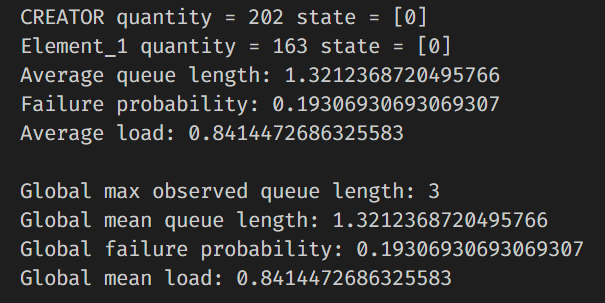 CREATOR quantity = 202 state = [0]
Element_1 quantity = 163 state = [0]
Average queue length: 1.3212368720495766
Failure probability: 0.19306930693069307
Average load: 0.8414472686325583
Global max observed queue length: 3
Global mean queue length: 1.3212368720495766
Global failure probability: 0.19306930693069307
Global mean load: 0.8414472686325583